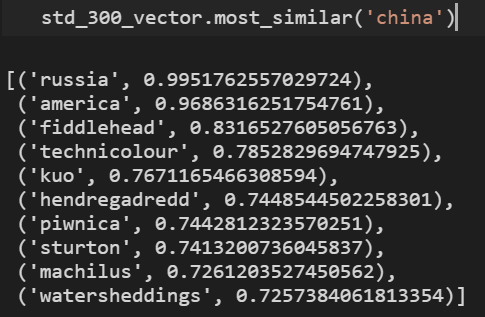 std_300_vector.most_similar('china')
[('russia', 0.9951762557029724),
('america', 0.9686316251754761),
('fiddlehead', 0.8316527605056763),
('technicolour', 0.7852829694747925),
('kuo', 0.7671165466308594),
('hendregadredd', 0.7448544502258301),
('piwnica', 0.7442812323570251),
('sturton', 0.7413200736045837),
('machilus', 0.7261203527450562),
('watersheddings', 0.7257384061813354)]